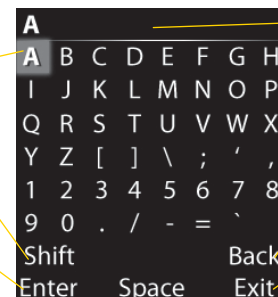 A
A B C D E F G H
I J K L M N O P
Q R S T U V W X
Y Z [ ] \ ; ‘ ,
1 2 3 4 5 6 7 8
9 0 . / - = `
Shift Back
Enter Space Exit